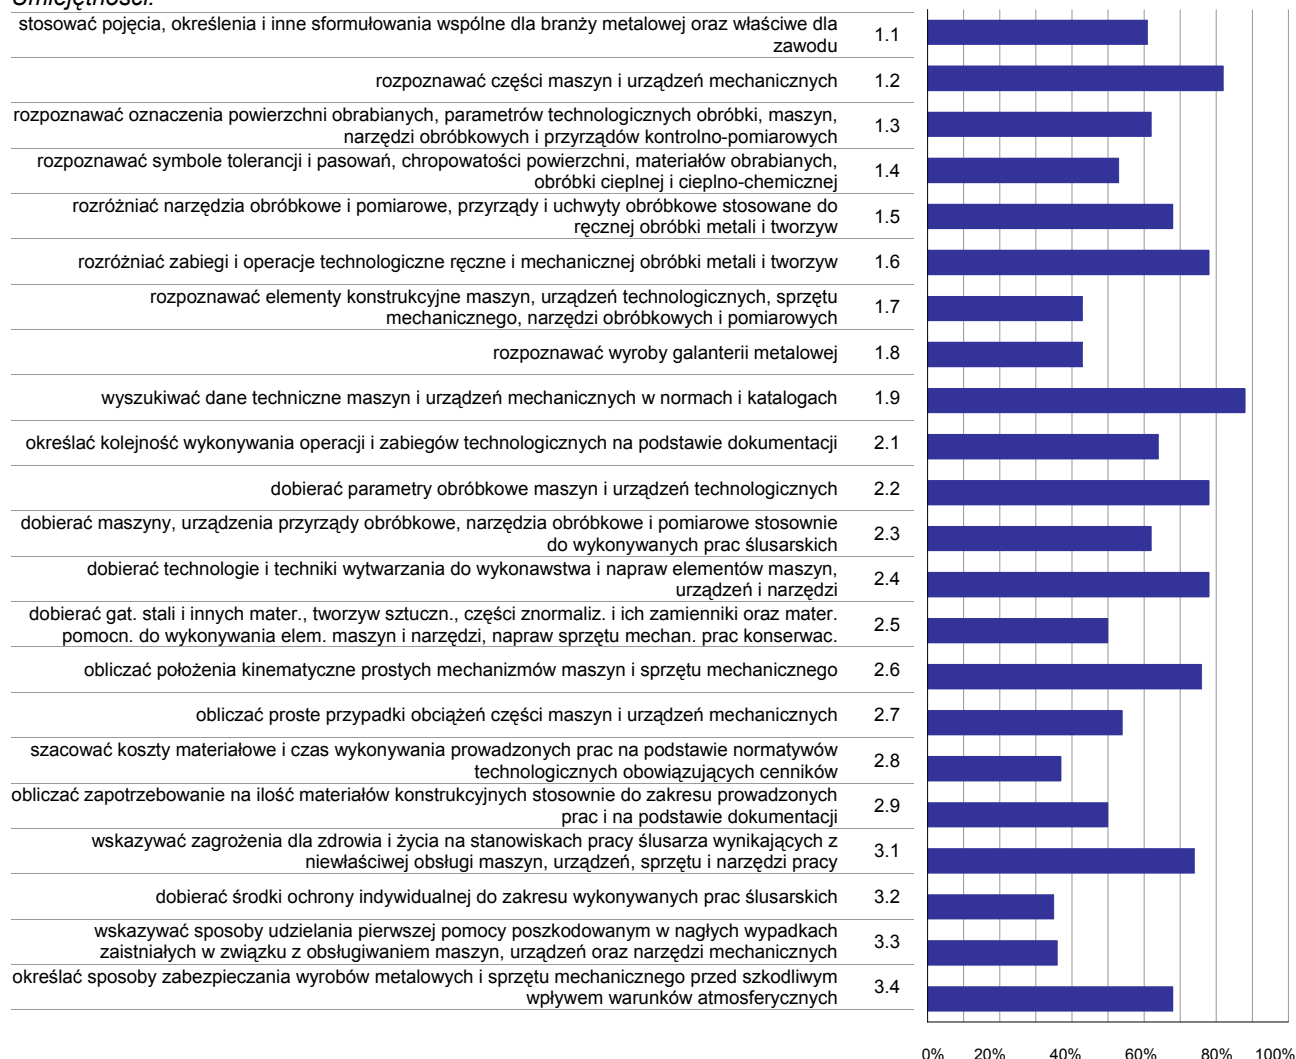 Umiejętności:
stosować pojęcia, określenia i inne sformułowania wspólne dla branży metalowej oraz właściwe dla
zawodu
1.1
rozpoznawać części maszyn i urządzeń mechanicznych 1.2
rozpoznawać oznaczenia powierzchni obrabianych, parametrów technologicznych obróbki, maszyn,
narzędzi obróbkowych i przyrządów kontrolno-pomiarowych
1.3
rozpoznawać symbole tolerancji i pasowań, chropowatości powierzchni, materiałów obrabianych,
obróbki cieplnej i cieplno-chemicznej
1.4
rozróżniać narzędzia obróbkowe i pomiarowe, przyrządy i uchwyty obróbkowe stosowane do
ręcznej obróbki metali i tworzyw
1.5
rozróżniać zabiegi i operacje technologiczne ręczne i mechanicznej obróbki metali i tworzyw 1.6
rozpoznawać elementy konstrukcyjne maszyn, urządzeń technologicznych, sprzętu
mechanicznego, narzędzi obróbkowych i pomiarowych
1.7
rozpoznawać wyroby galanterii metalowej 1.8
wyszukiwać dane techniczne maszyn i urządzeń mechanicznych w normach i katalogach 1.9
określać kolejność wykonywania operacji i zabiegów technologicznych na podstawie dokumentacji 2.1
dobierać parametry obróbkowe maszyn i urządzeń technologicznych 2.2
dobierać maszyny, urządzenia przyrządy obróbkowe, narzędzia obróbkowe i pomiarowe stosownie
do wykonywanych prac ślusarskich
2.3
dobierać technologie i techniki wytwarzania do wykonawstwa i napraw elementów maszyn,
urządzeń i narzędzi
2.4
dobierać gat. stali i innych mater., tworzyw sztuczn., części znormaliz. i ich zamienniki oraz mater.
pomocn. do wykonywania elem. maszyn i narzędzi, napraw sprzętu mechan. prac konserwac.
2.5
obliczać położenia kinematyczne prostych mechanizmów maszyn i sprzętu mechanicznego 2.6
obliczać proste przypadki obciążeń części maszyn i urządzeń mechanicznych 2.7
szacować koszty materiałowe i czas wykonywania prowadzonych prac na podstawie normatywów
technologicznych obowiązujących cenników
2.8
obliczać zapotrzebowanie na ilość materiałów konstrukcyjnych stosownie do zakresu prowadzonych
prac i na podstawie dokumentacji
2.9
wskazywać zagrożenia dla zdrowia i życia na stanowiskach pracy ślusarza wynikających z
niewłaściwej obsługi maszyn, urządzeń, sprzętu i narzędzi pracy
3.1
dobierać środki ochrony indywidualnej do zakresu wykonywanych prac ślusarskich 3.2
wskazywać sposoby udzielania pierwszej pomocy poszkodowanym w nagłych wypadkach
zaistniałych w związku z obsługiwaniem maszyn, urządzeń oraz narzędzi mechanicznych
3.3
określać sposoby zabezpieczania wyrobów metalowych i sprzętu mechanicznego przed szkodliwym
wpływem warunków atmosferycznych
3.4
0% 20% 40% 60% 80% 100%